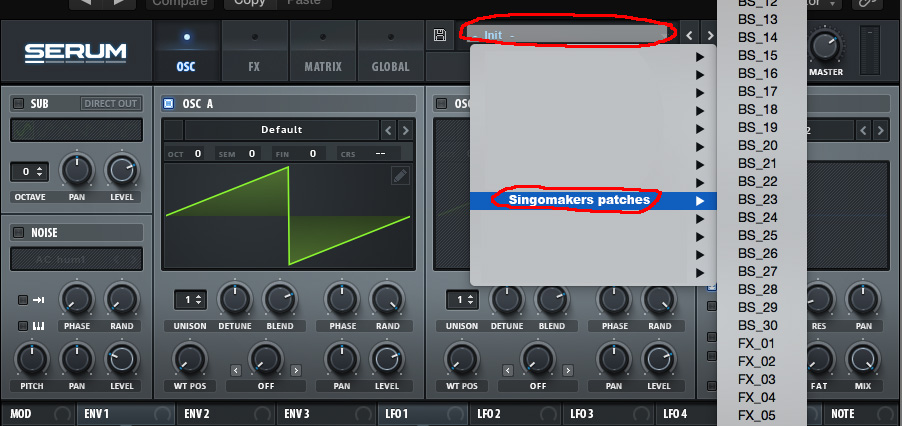 Compare
Copy
Paste
SERUM
OSC
FX
MATRIX
GLOBAL
- Init -
MASTER
SUB
DIRECT OUT
OSC A
Default
OCT 0 SEM 0 FIN 0 CRS --
0
OCTAVE
PAN
LEVEL
NOISE
AC hum1
PHASE
RAND
PITCH
PAN
LEVEL
1
UNISON
DETUNE
BLEND
PHASE
RAND
WT POS
OFF
PAN
LEVEL
1
UNISON
DETUNE
BLEND
PHASE
RAND
WT POS
OFF
PAN
LEVEL
Singomakers patches
BS_12
BS_13
BS_14
BS_15
BS_16
BS_17
BS_18
BS_19
BS_20
BS_21
BS_22
BS_23
BS_24
BS_25
BS_26
BS_27
BS_28
BS_29
BS_30
FX_01
FX_02
FX_03
FX_04
FX_05
2
RES
PAN
FAT
MIX
MOD
ENV 1
ENV 2
ENV 3
LFO 1
LFO 2
LFO 3
LFO 4
NOTE